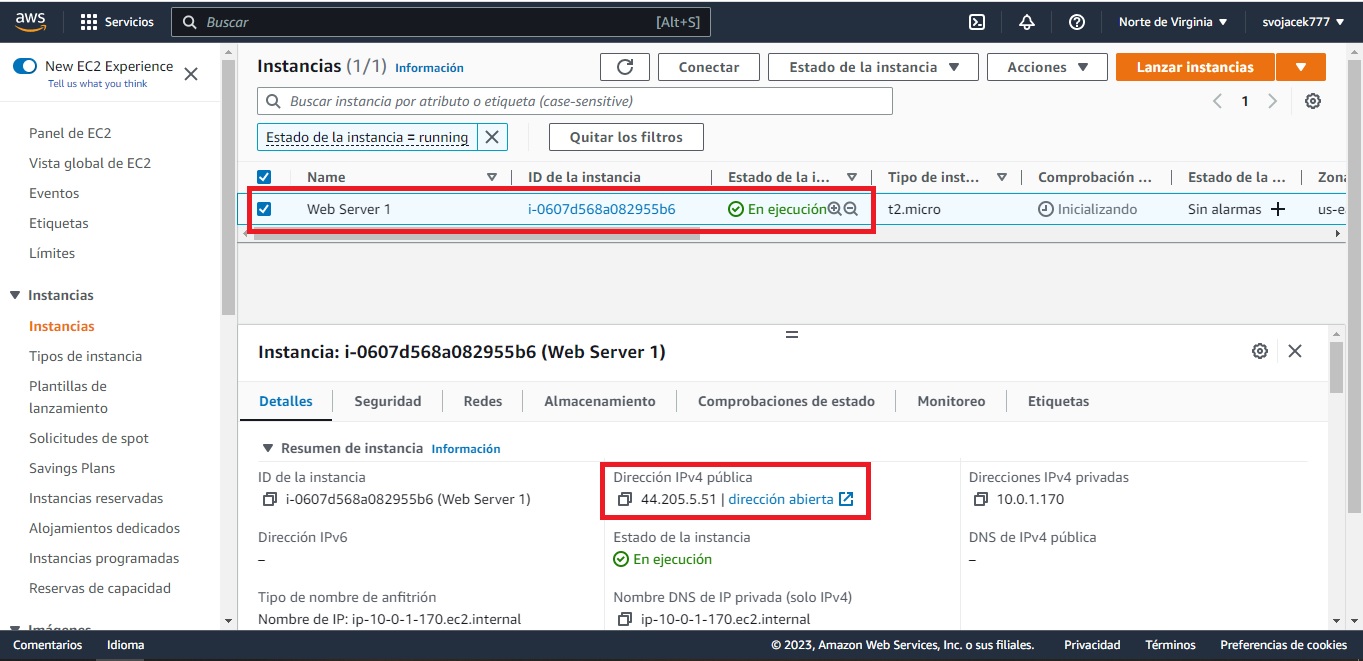 aws Servicios Buscar [Alt+S] Norte de Virginia svojacek777
New EC2 Experience
Tell us what you think
Panel de EC2
Vista global de EC2
Eventos
Etiquetas
Límites
Instancias
Instancias
Tipos de instancia
Plantillas de
lanzamiento
Solicitudes de spot
Savings Plans
Instancias reservadas
Alojamientos dedicados
Instancias programadas
Reservas de capacidad
Imágenes
Instancias (1/1) Información Conectar Estado de la instancia Acciones Lanzar instancias
Buscar instancia por atributo o etiqueta (case-sensitive) 1
Estado de la instancia = running Quitar los filtros
Name ID de la instancia Estado de la i... Tipo de inst... Comprobación ... Estado de la ... Zona
Web Server 1 i-0607d568a082955b6 En ejecución t2.micro Inicializando Sin alarmas us-ea
Instancia: i-0607d568a082955b6 (Web Server 1)
Detalles Seguridad Redes Almacenamiento Comprobaciones de estado Monitoreo Etiquetas
Resumen de instancia Información
ID de la instancia Dirección IPv4 pública Direcciones IPv4 privadas
i-0607d568a082955b6 (Web Server 1) 44.205.5.51 | dirección abierta 10.0.1.170
Dirección IPv6 Estado de la instancia DNS de IPv4 pública
– En ejecución –
Tipo de nombre de anfitrión Nombre DNS de IP privada (solo IPv4)
Nombre de IP: ip-10-0-1-170.ec2.internal ip-10-0-1-170.ec2.internal
Comentarios Idioma © 2023, Amazon Web Services, Inc. o sus filiales. Privacidad Términos Preferencias de cookies